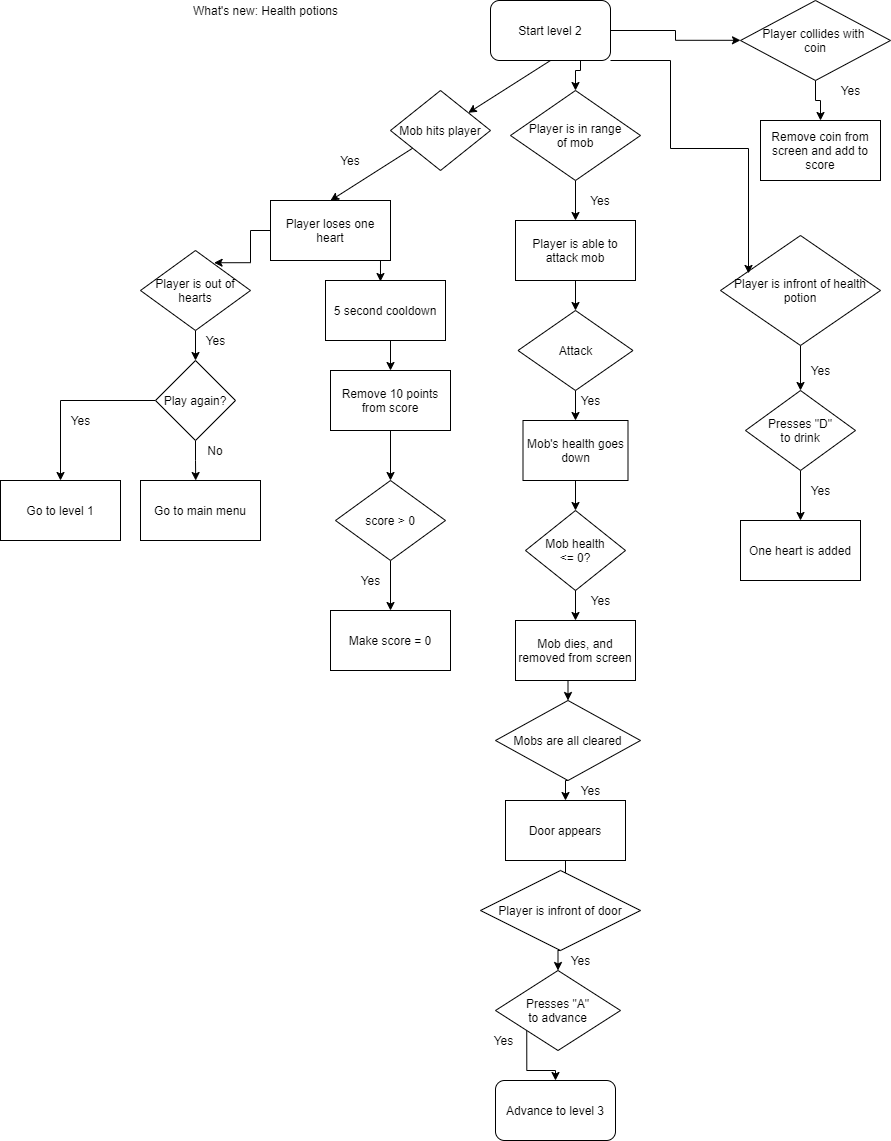 What's new: Health potions
Start level 2
Player collides with
coin
Yes
Remove coin from
screen and add to
score
Mob hits player
Yes
Player is in range
of mob
Yes
Player loses one
heart
Player is able to
attack mob
Player is out of
hearts
Yes
5 second cooldown
Attack
Yes
Player is infront of health
potion
Yes
Play again?
Yes
No
Remove 10 points
from score
Mob's health goes
down
Presses "D"
to drink
Yes
Go to level 1
Go to main menu
score > 0
Yes
Mob health
<= 0?
Yes
One heart is added
Make score = 0
Mob dies, and
removed from screen
Mobs are all cleared
Yes
Door appears
Player is infront of door
Yes
Presses "A"
to advance
Yes
Advance to level 3